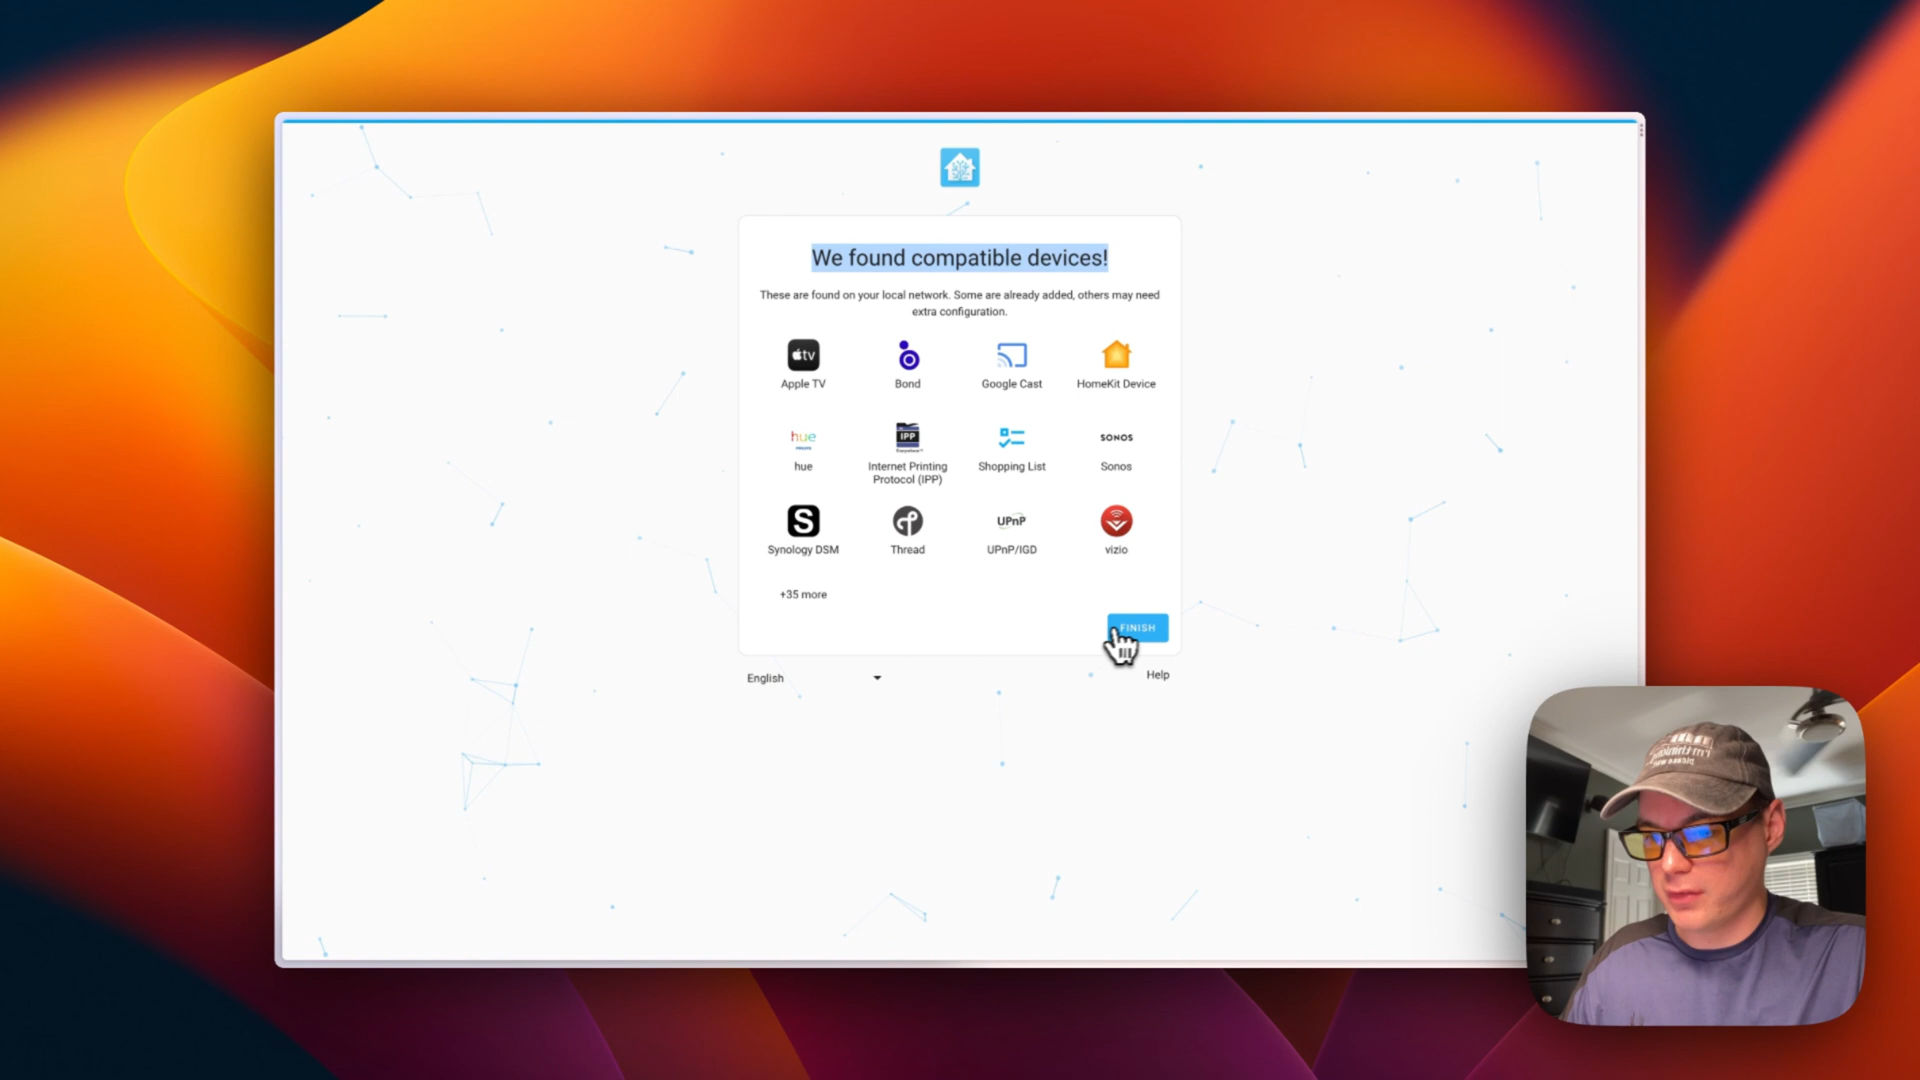 We found compatible devices!
These are found on your local network. Some are already added, others may need
extra configuration.
tv
Apple TV
Bond
Google Cast
HomeKit Device
hue
hue
IPP
Internet Printing
Protocol (IPP)
Shopping List
SONOS
Sonos
S
Synology DSM
Thread
UPnP
UPnP/IGD
vizio
+35 more
FINISH
English
Help